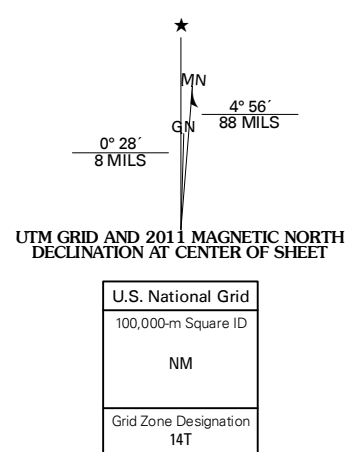 ★
MN
4° 56´
GN
88 MILS
0° 28´
8 MILS
UTM GRID AND 2011 MAGNETIC NORTH
DECLINATION AT CENTER OF SHEET
U.S. National Grid
100,000-m Square ID
NM
Grid Zone Designation
14T